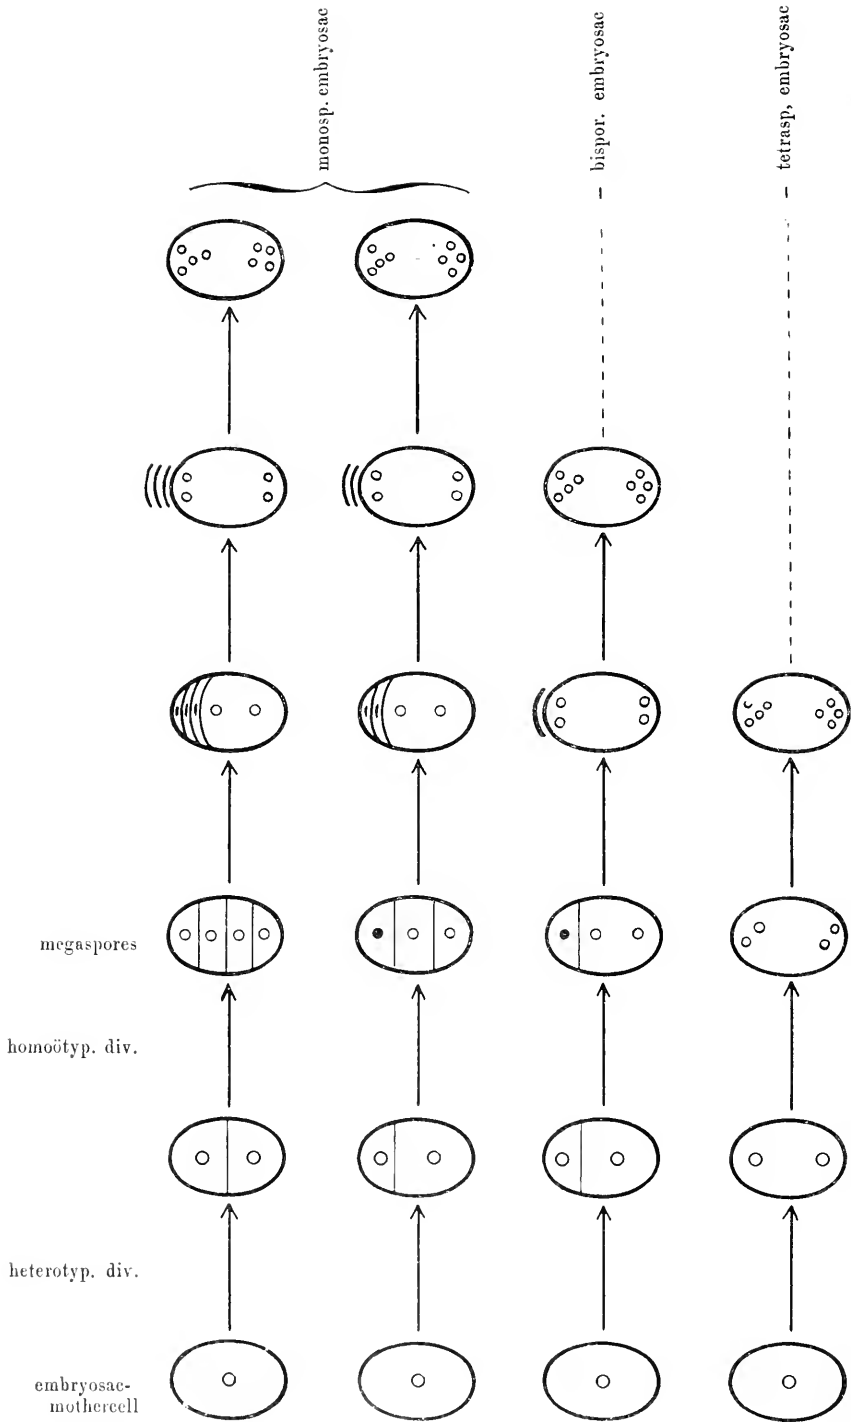 monosp. embryosac
bispor. embryosac
tetrasp, embryosac
megaspores
homoötyp. div.
heterotyp. div.
embryosac-
mothercell